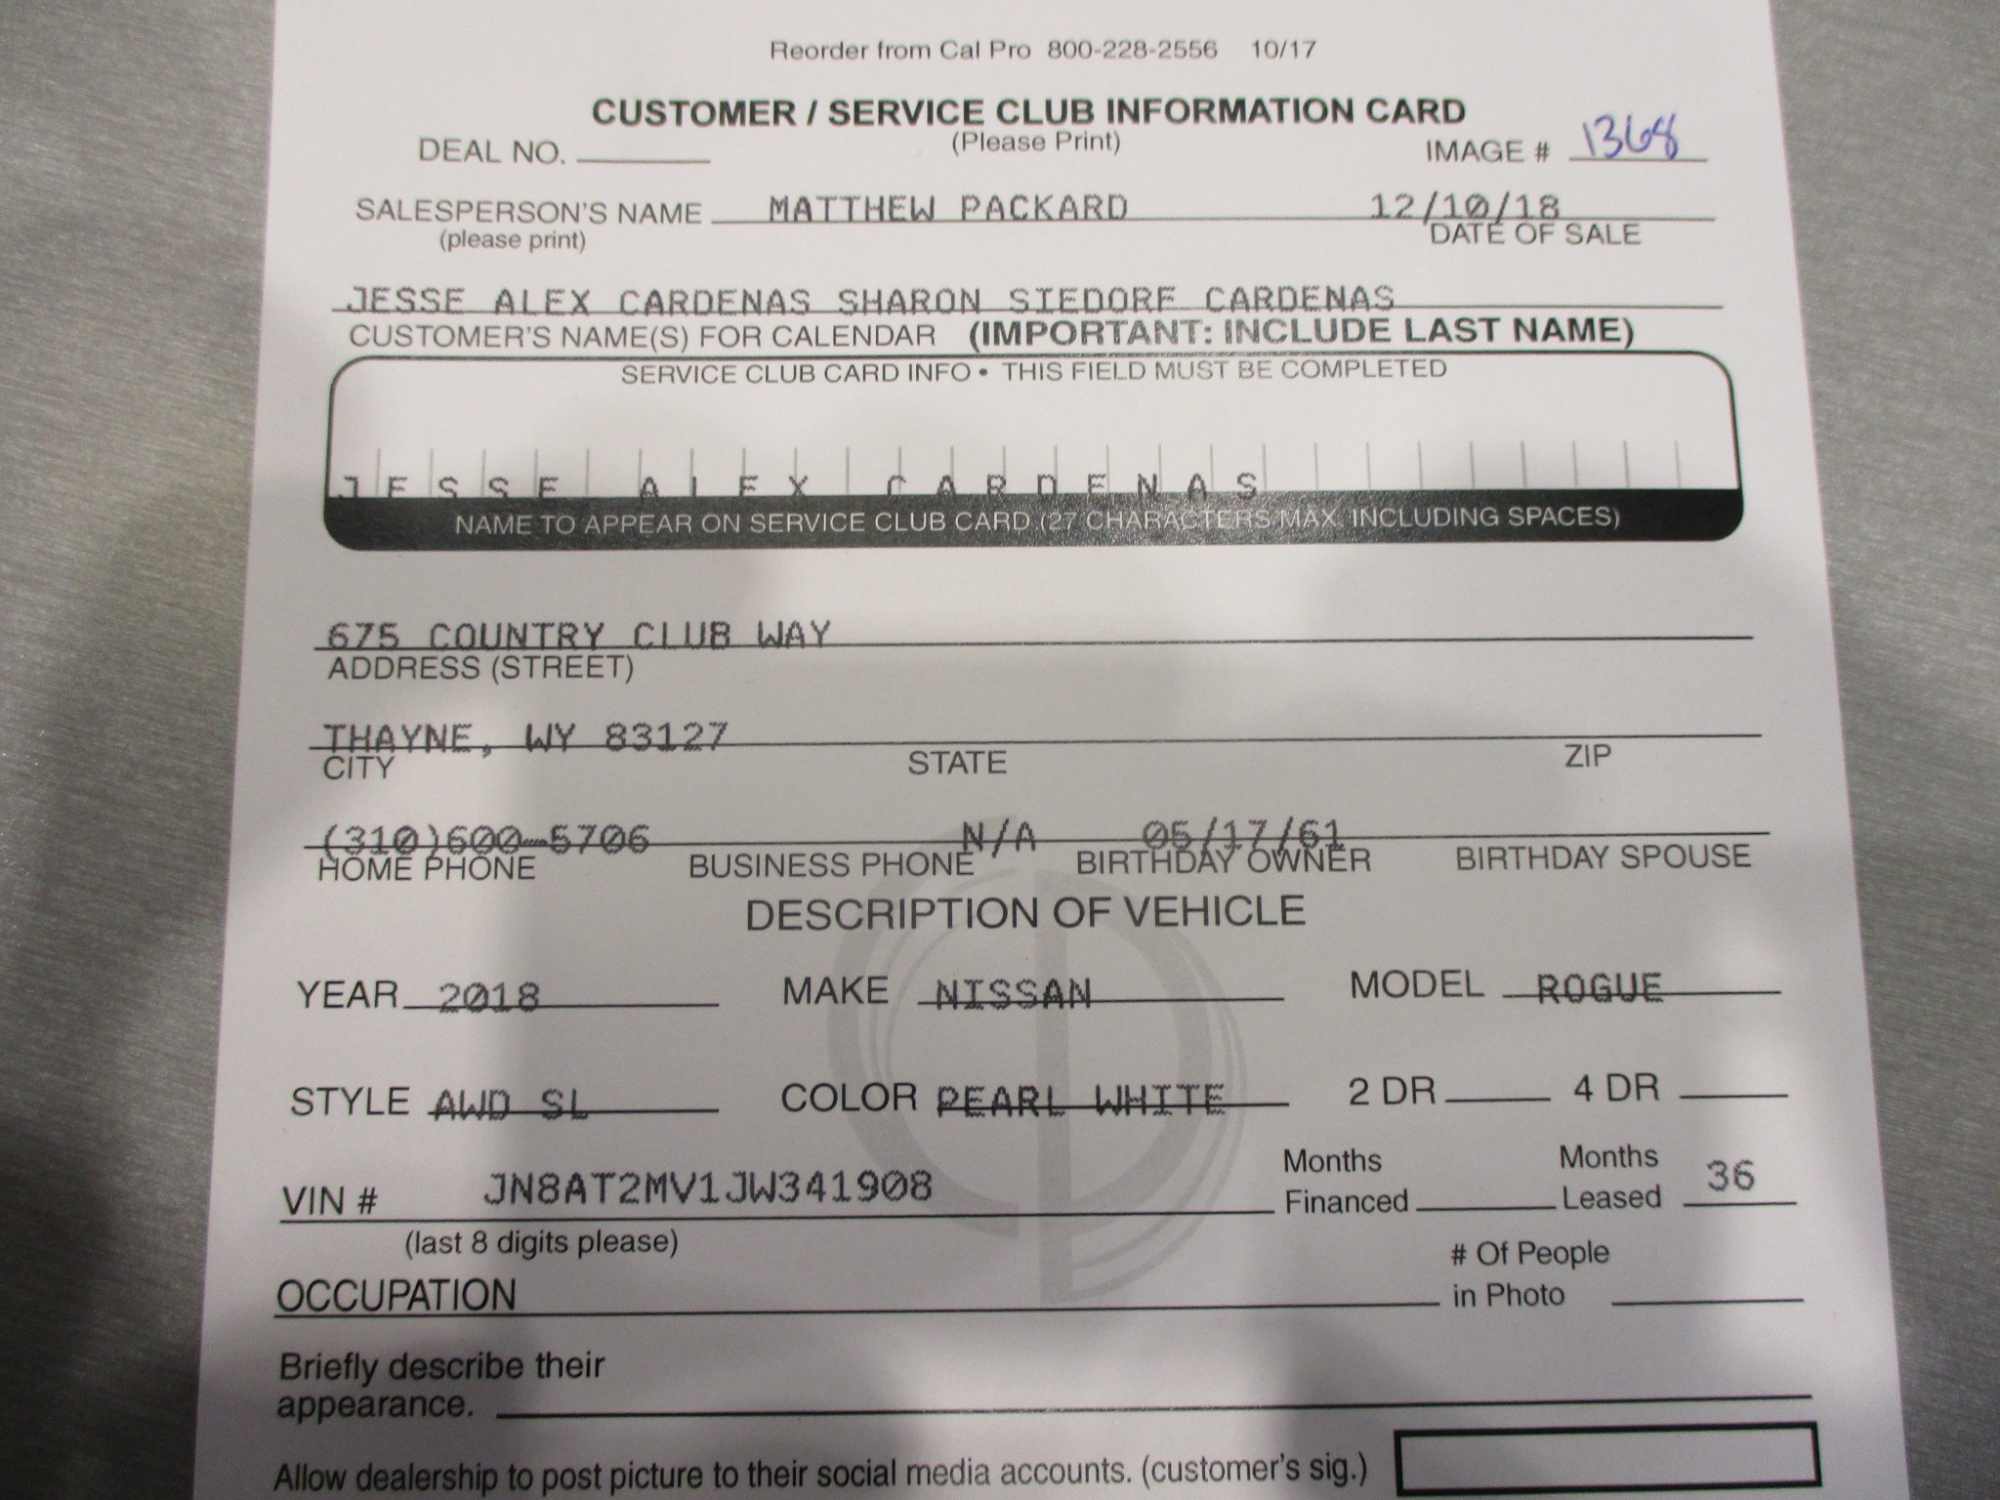 Reorder from Cal Pro 800-228-2556 10/17
CUSTOMER / SERVICE CLUB INFORMATION CARD
DEAL NO. (Please Print) IMAGE # 1368
SALESPERSON'S NAME MATTHEW PACKARD 12/10/18
(please print) DATE OF SALE
JESSE ALEX CARDENAS SHARON SIEDORF CARDENAS
CUSTOMER'S NAME(S) FOR CALENDAR (IMPORTANT: INCLUDE LAST NAME)
SERVICE CLUB CARD INFO • THIS FIELD MUST BE COMPLETED
JESSE ALEX CARDENAS
NAME TO APPEAR ON SERVICE CLUB CARD (27 CHARACTERS MAX. INCLUDING SPACES)
675 COUNTRY CLUB WAY
ADDRESS (STREET)
THAYNE, WY 83127
CITY STATE ZIP
(310)600-5706 N/A 05/17/61
HOME PHONE BUSINESS PHONE BIRTHDAY OWNER BIRTHDAY SPOUSE
DESCRIPTION OF VEHICLE
YEAR 2018 MAKE NISSAN MODEL ROGUE
STYLE AWD SL COLOR PEARL WHITE 2 DR 4 DR
VIN # JN8AT2MV1JW341908 Months Financed Months Leased 36
(last 8 digits please)
OCCUPATION # Of People in Photo
Briefly describe their
appearance.
Allow dealership to post picture to their social media accounts. (customer's sig.)